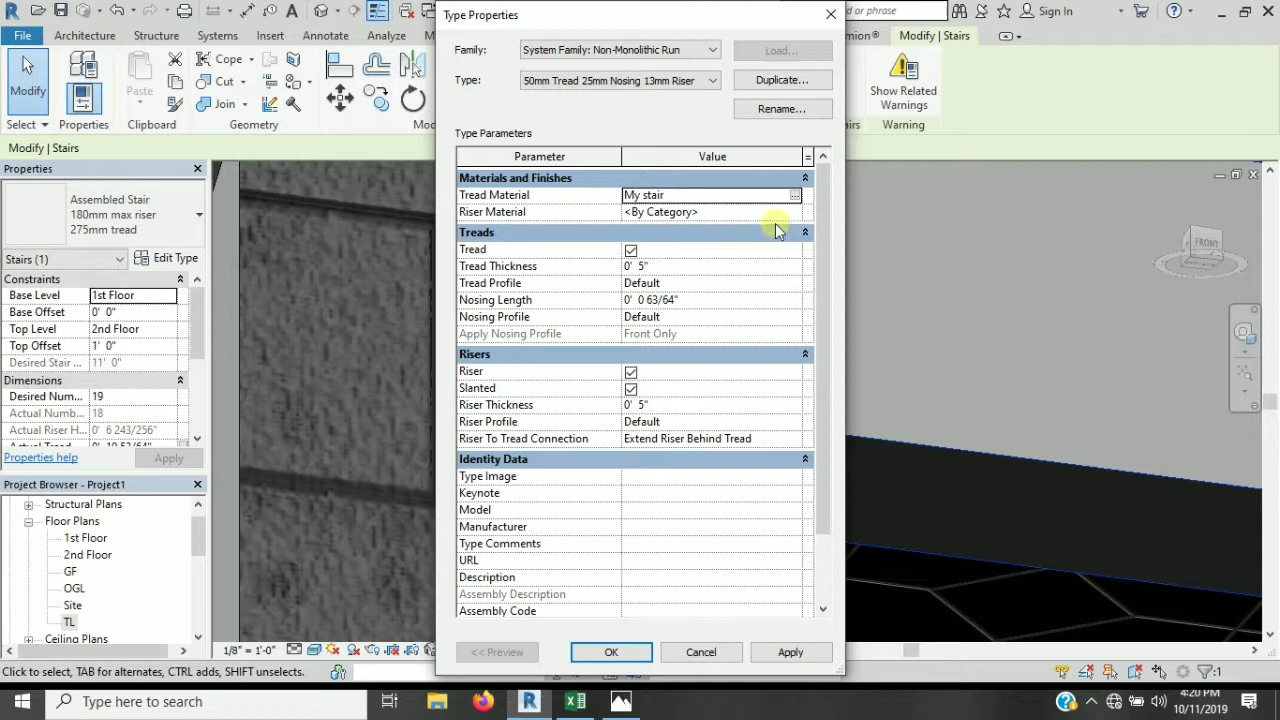 Type Properties
or phrase
Sign In
File
Architecture
Structure
Systems
Insert
Annotate
Analyze
Modify | Stairs
Modify
Paste
Cope
Cut
Join
Show Related
Warnings
Select
Properties
Clipboard
Geometry
Warning
Modify | Stairs
Properties
Assembled Stair
180mm max riser
275mm tread
Stairs (1)
Edit Type
Constraints
Base Level 1st Floor
Base Offset 0' 0"
Top Level 2nd Floor
Top Offset 1' 0"
Desired Stair ... 11' 0"
Dimensions
Desired Num... 19
Actual Numb... 18
Actual Riser H... 0' 6 243/256"
Properties help
Apply
Project Browser - Project1
Structural Plans
Floor Plans
1st Floor
2nd Floor
GF
OGL
Site
TL
Ceiling Plans
Family: System Family: Non-Monolithic Run Load...
Type: 50mm Tread 25mm Nosing 13mm Riser Duplicate...
Rename...
Type Parameters
Parameter Value =
Materials and Finishes
Tread Material My stair
Riser Material <By Category>
Treads
Tread
Tread Thickness 0' 5"
Tread Profile Default
Nosing Length 0' 0 63/64"
Nosing Profile Default
Apply Nosing Profile Front Only
Risers
Riser
Slanted
Riser Thickness 0' 5"
Riser Profile Default
Riser To Tread Connection Extend Riser Behind Tread
Identity Data
Type Image
Keynote
Model
Manufacturer
Type Comments
URL
Description
Assembly Description
Assembly Code
<< Preview OK Cancel Apply
FRONT
1/8" = 1'-0"
Click to select, TAB for alternates, CTRL adds, SHIFT unselects.
:1
Type here to search
4:20 PM
10/11/2019